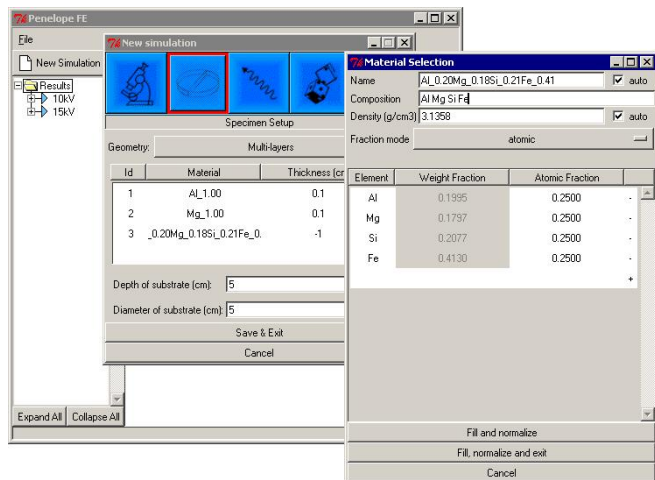 Penelope FE
File
New Simulation
Results
10kV
15kV
Expand All Collapse All
New simulation
Specimen Setup
Geometry: Multi-layers
Id Material Thickness (cr
1 Al_1.00 0.1
2 Mg_1.00 0.1
3 _0.20Mg_0.18Si_0.21Fe_0. -1
Depth of substrate (cm): 5
Diameter of substrate (cm): 5
Save & Exit
Cancel
Material Selection
Name Al_0.20Mg_0.18Si_0.21Fe_0.41 auto
Composition Al Mg Si Fe
Density (g/cm3) 3.1358 auto
Fraction mode atomic
Element Weight Fraction Atomic Fraction
Al 0.1995 0.2500 -
Mg 0.1797 0.2500 -
Si 0.2077 0.2500 -
Fe 0.4130 0.2500 -
+
Fill and normalize
Fill, normalize and exit
Cancel